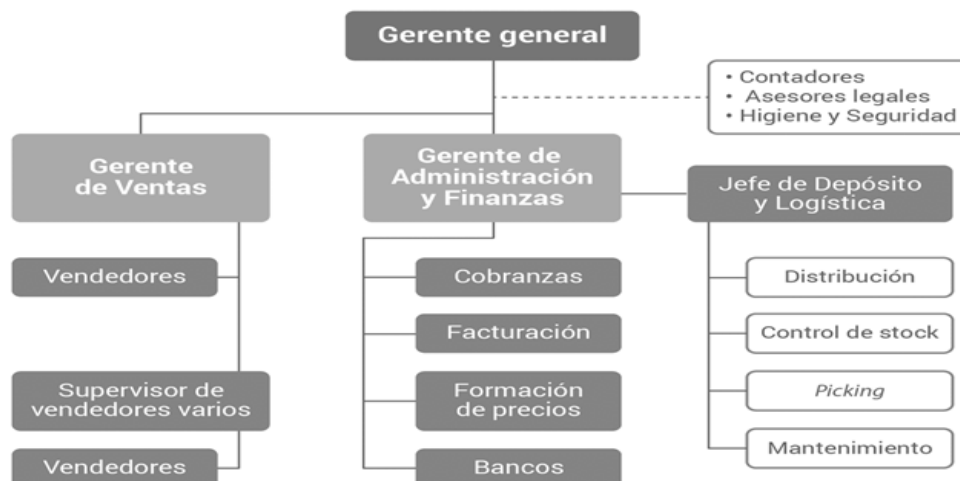 Gerente general
• Contadores
• Asesores legales
• Higiene y Seguridad
Gerente
de Ventas
Gerente de
Administración
y Finanzas
Jefe de Depósito
y Logística
Vendedores
Supervisor de
vendedores varios
Vendedores
Cobranzas
Facturación
Formación
de precios
Bancos
Distribución
Control de stock
Picking
Mantenimiento